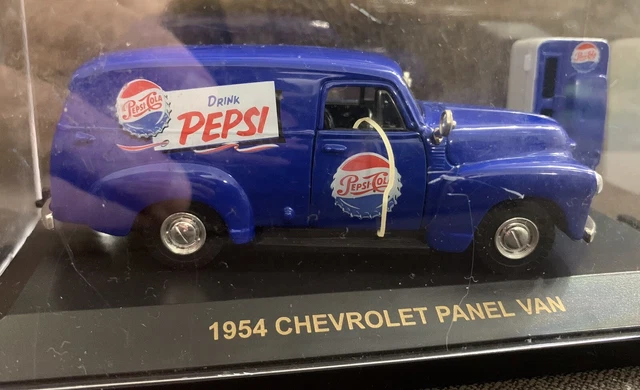 PEPSI-COLA
DRINK
PEPSI
PEPSI-COLA
1954 CHEVROLET PANEL VAN